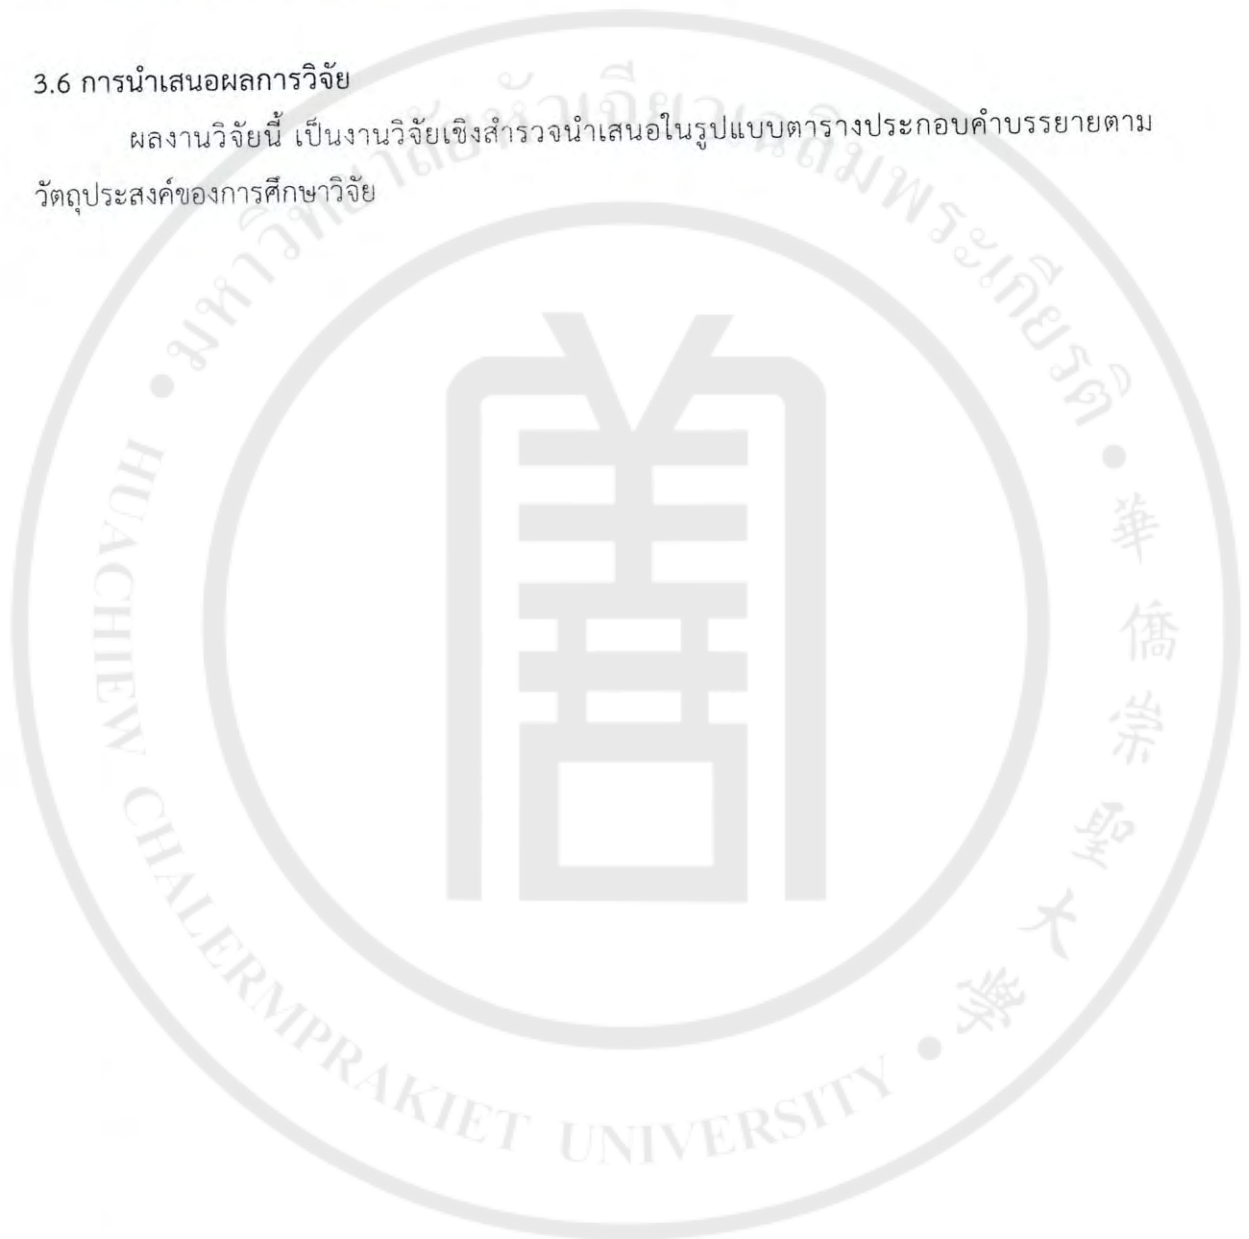 3.6 การนำเสนอผลการวิจัย
ผลงานวิจัยนี้ เป็นงานวิจัยเชิงสำรวจนำเสนอในรูปแบบตารางประกอบคำบรรยายตาม
วัตถุประสงค์ของการศึกษาวิจัย
มหาวิทยาลัยหัวเฉียวเฉลิมพระเกียรติ
華僑崇聖大學
HUACHIEW CHALERMPRAKIET UNIVERSITY